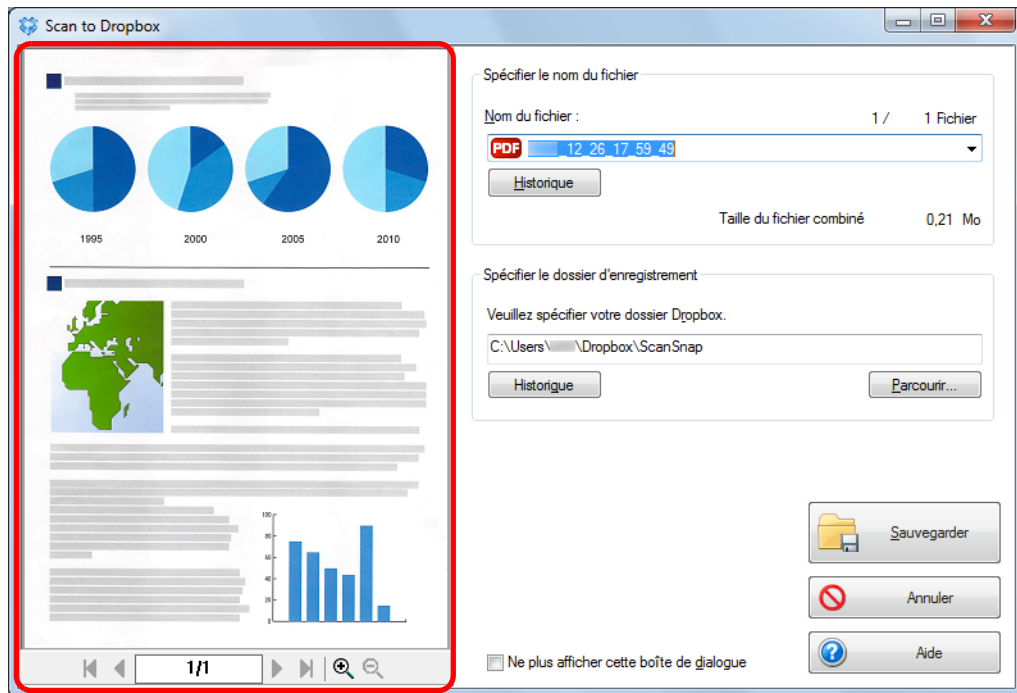 Scan to Dropbox
1995 2000 2005 2010
100
80
60
40
20
0
1/1
Spécifier le nom du fichier
Nom du fichier : 1 / 1 Fichier
PDF _12_26_17_59_49
Historique
Taille du fichier combiné 0,21 Mo
Spécifier le dossier d'enregistrement
Veuillez spécifier votre dossier Dropbox.
C:\Users\ \Dropbox\ScanSnap
Historique Parcourir...
Sauvegarder
Annuler
Ne plus afficher cette boîte de dialogue
Aide